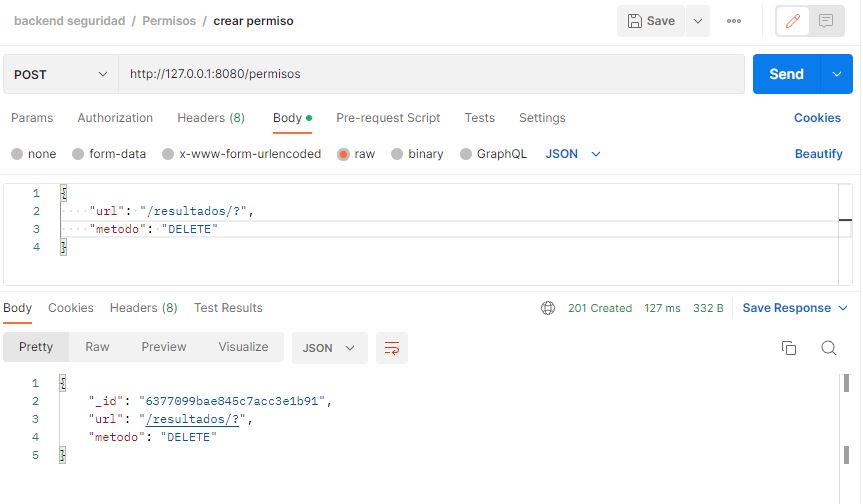 backend seguridad / Permisos / crear permiso Save
POST http://127.0.0.1:8080/permisos Send
Params Authorization Headers (8) Body Pre-request Script Tests Settings Cookies
none form-data x-www-form-urlencoded raw binary GraphQL JSON Beautify
1 {
2 "url": "/resultados/?",
3 "metodo": "DELETE"
4 }
Body Cookies Headers (8) Test Results 201 Created 127 ms 332 B Save Response
Pretty Raw Preview Visualize JSON
1 {
2 "_id": "6377099bae845c7acc3e1b91",
3 "url": "/resultados/?",
4 "metodo": "DELETE"
5 }